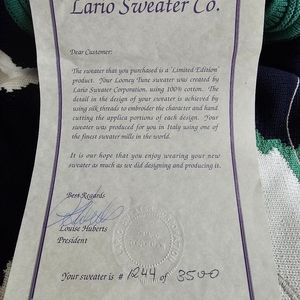 Lario Sweater Co.
Dear Customer:
The sweater that you purchased is a 'Limited Edition'
product. Your Looney Tune sweater was created by
Lario Sweater Corporation, using 100% cotton. The
detail in the design of your sweater is achieved by using
silk threads to embroider the character and hand
cutting the applique portions of each design. Your
sweater was produced for you in Italy using one of
the finest sweater mills in the world.
It is our hope that you enjoy wearing your new
sweater as much as we did designing and producing it.
Best Regards
Louise Huberts
President
Your sweater is # 1244 of 3500